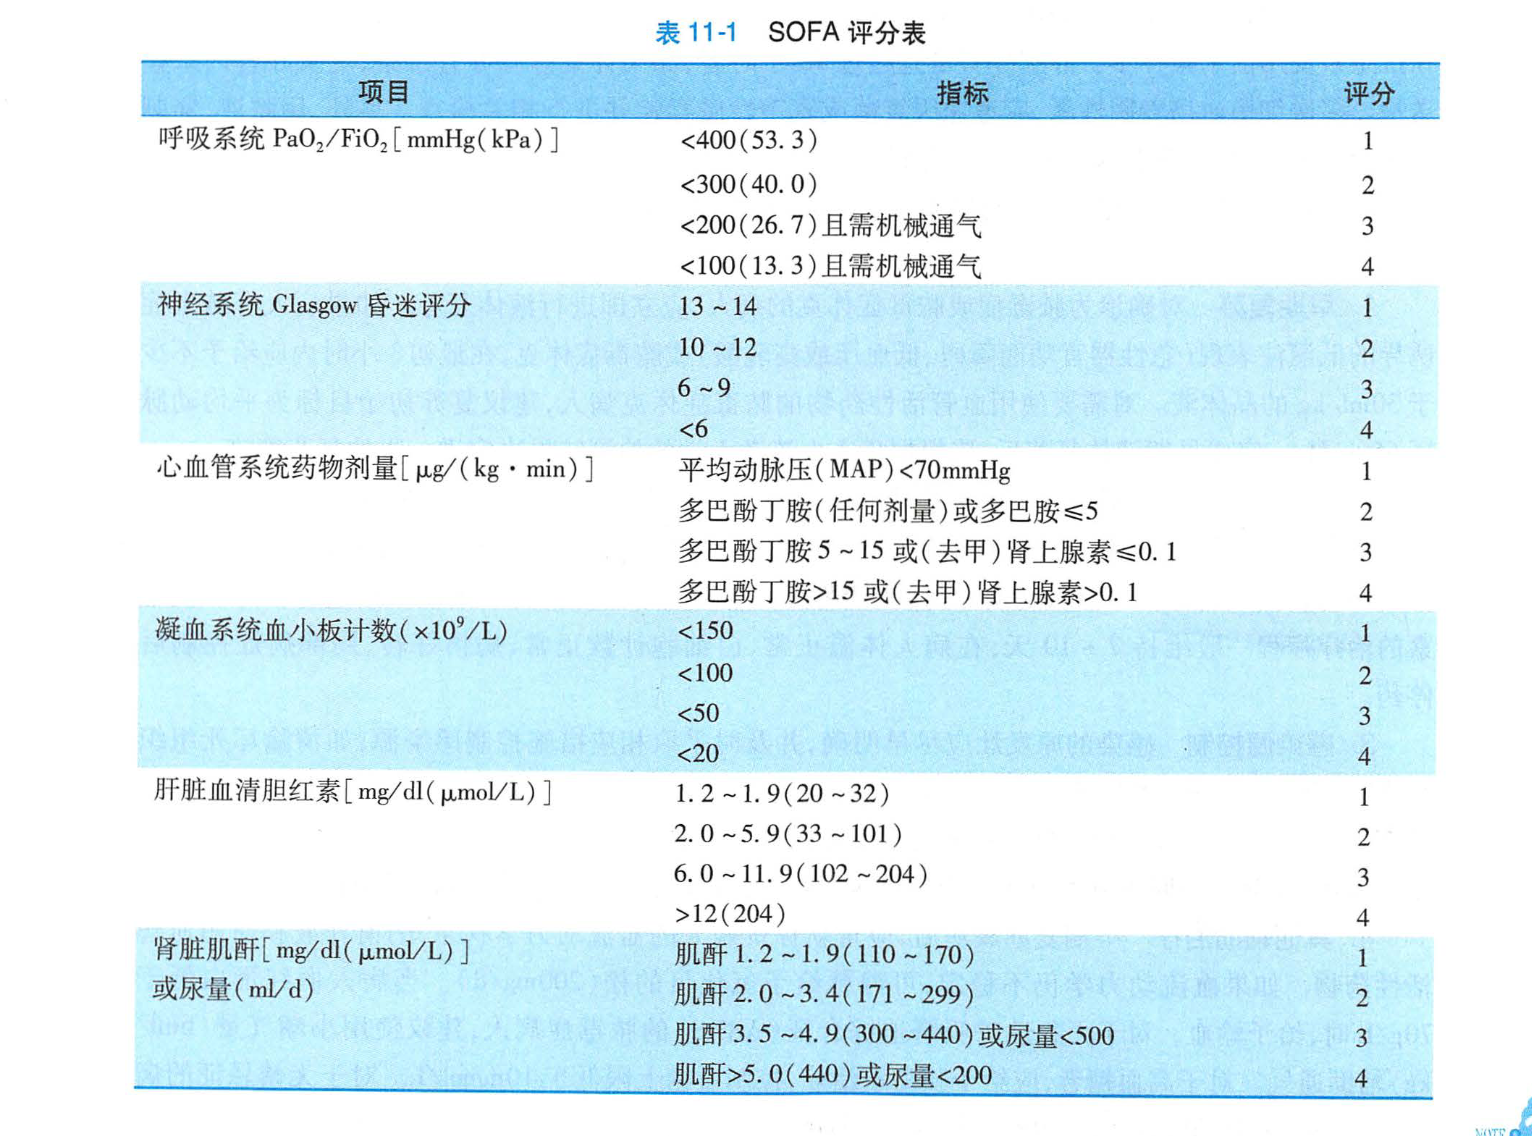 表 11-1 SOFA 评分表
项目 指标 评分
呼吸系统 PaO₂/FiO₂[mmHg(kPa)] <400(53.3) 1
<300(40.0) 2
<200(26.7)且需机械通气 3
<100(13.3)且需机械通气 4
神经系统 Glasgow 昏迷评分 13~14 1
10~12 2
6~9 3
<6 4
心血管系统药物剂量[μg/(kg·min)] 平均动脉压(MAP)<70mmHg 1
多巴酚丁胺(任何剂量)或多巴胺≤5 2
多巴酚丁胺 5~15 或(去甲)肾上腺素≤0.1 3
多巴酚丁胺>15 或(去甲)肾上腺素>0.1 4
凝血系统血小板计数(×10⁹/L) <150 1
<100 2
<50 3
<20 4
肝脏血清胆红素[mg/dl(μmol/L)] 1.2~1.9(20~32) 1
2.0~5.9(33~101) 2
6.0~11.9(102~204) 3
>12(204) 4
肾脏肌酐[mg/dl(μmol/L)] 肌酐 1.2~1.9(110~170) 1
或尿量(ml/d) 肌酐 2.0~3.4(171~299) 2
肌酐 3.5~4.9(300~440)或尿量<500 3
肌酐>5.0(440)或尿量<200 4